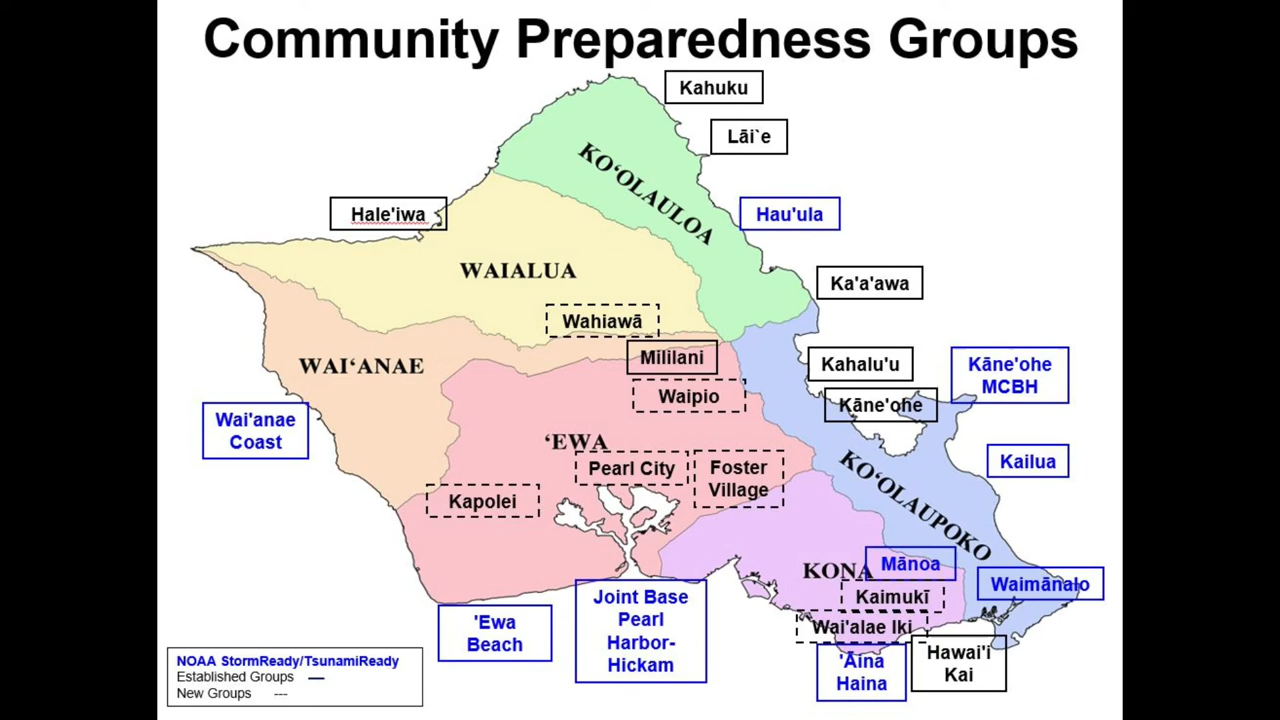 Community Preparedness Groups
Kahuku
Lāi`e
KO‘OLAULOA
Hale'iwa
Hau'ula
WAIALUA
Ka'a'awa
Wahiawā
Mililani
WAI‘ANAE
Kahalu'u
Kāne'ohe
MCBH
Waipio
Kāne'ohe
Wai'anae
Coast
‘EWA
Pearl City
Foster
Village
KO‘OLAUPOKO
Kailua
Kapolei
KONA
Mānoa
Waimānalo
Kaimukī
Wai'alae Iki
'Ewa
Beach
Joint Base
Pearl
Harbor-
Hickam
'Āina
Haina
Hawai'i
Kai
NOAA StormReady/TsunamiReady
Established Groups —
New Groups ---